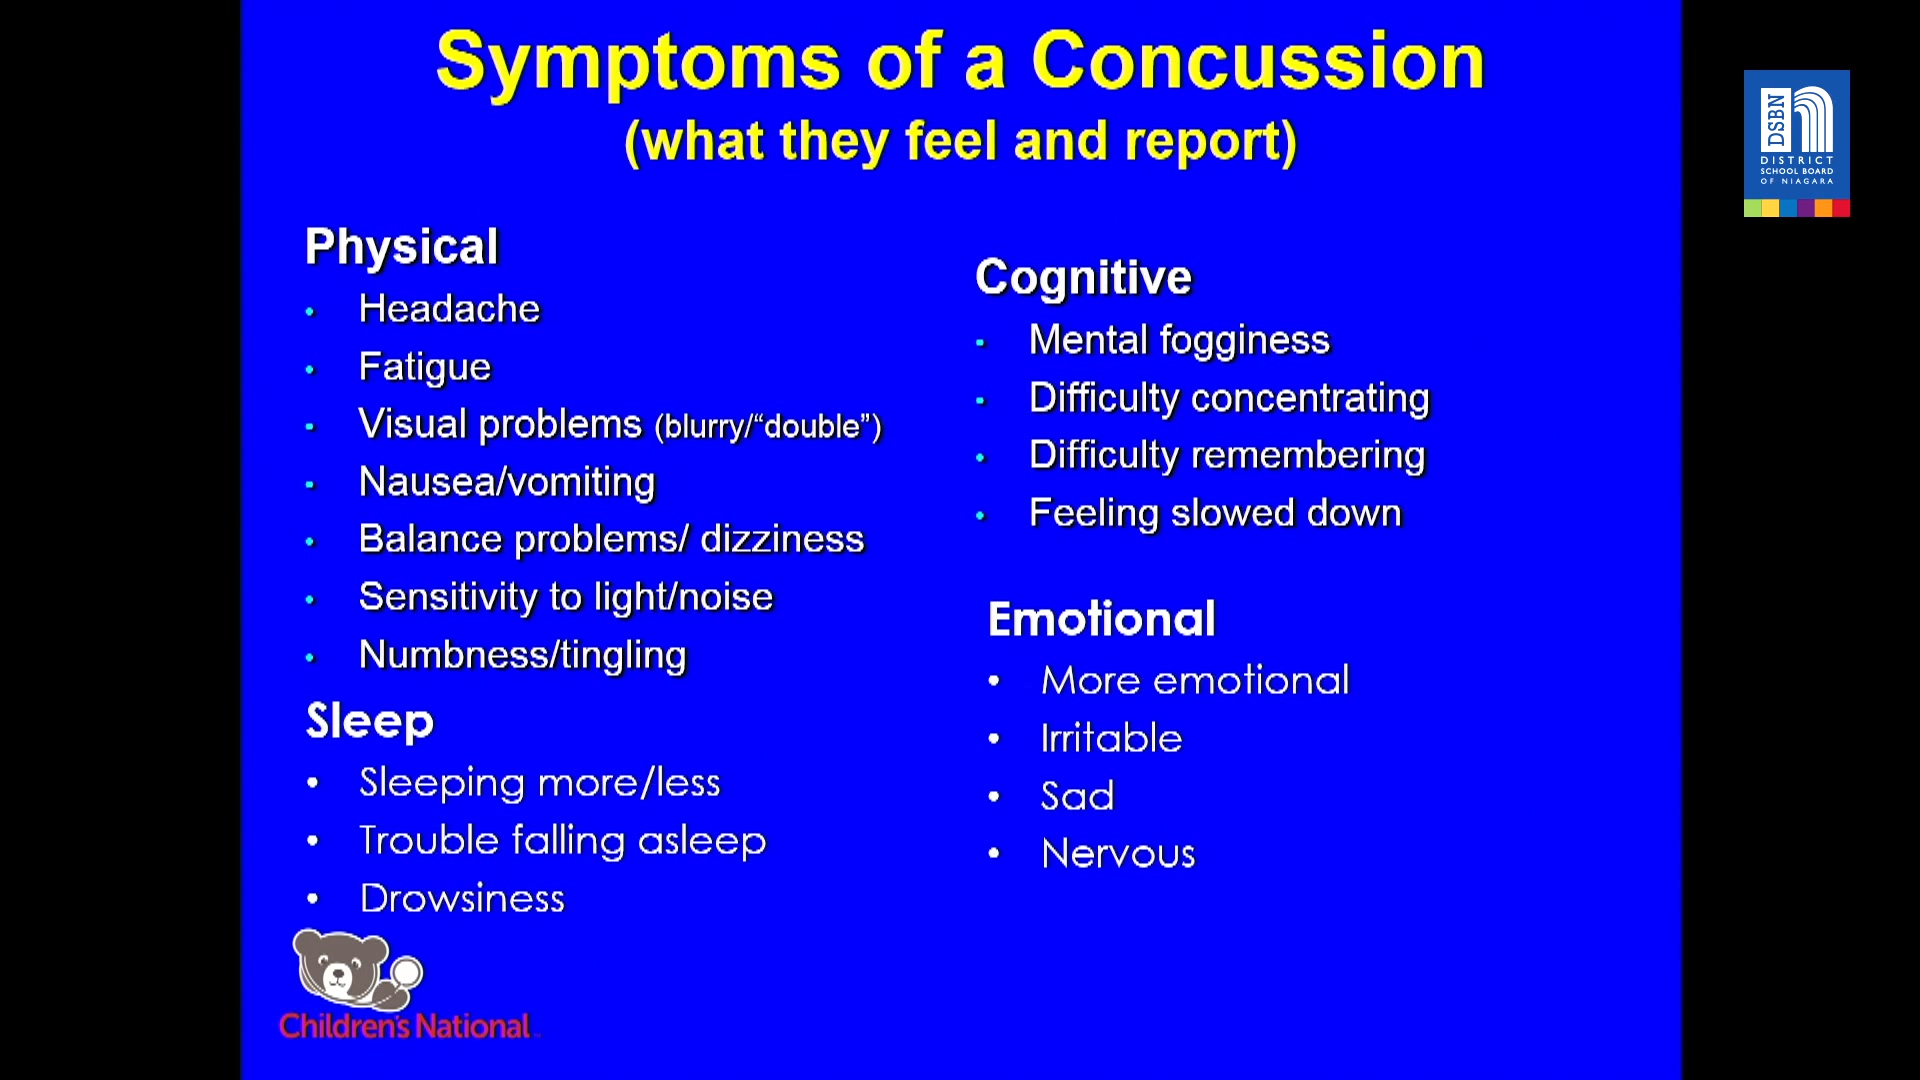 Symptoms of a Concussion
(what they feel and report)
Physical
• Headache
• Fatigue
• Visual problems (blurry/“double”)
• Nausea/vomiting
• Balance problems/ dizziness
• Sensitivity to light/noise
• Numbness/tingling
Sleep
• Sleeping more/less
• Trouble falling asleep
• Drowsiness
Cognitive
• Mental fogginess
• Difficulty concentrating
• Difficulty remembering
• Feeling slowed down
Emotional
• More emotional
• Irritable
• Sad
• Nervous
Children's National
DSBN
DISTRICT
SCHOOL BOARD
OF NIAGARA